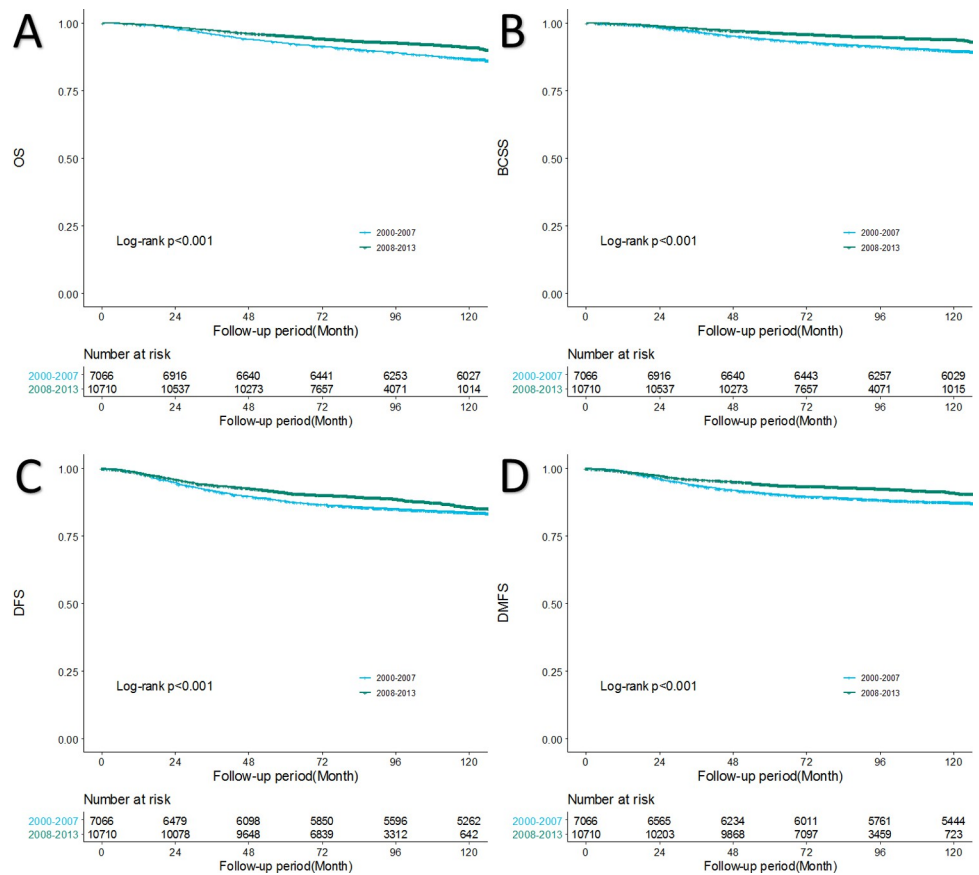 A
1.00
0.75
0.50
0.25
0.00
OS
Log-rank p<0.001
2000-2007
2008-2013
0 24 48 72 96 120
Follow-up period(Month)
Number at risk
2000-2007 7066 6916 6640 6441 6253 6027
2008-2013 10710 10537 10273 7657 4071 1014
0 24 48 72 96 120
Follow-up period(Month)
B
1.00
0.75
0.50
0.25
0.00
BCSS
Log-rank p<0.001
2000-2007
2008-2013
0 24 48 72 96 120
Follow-up period(Month)
Number at risk
2000-2007 7066 6916 6640 6443 6257 6029
2008-2013 10710 10537 10273 7657 4071 1015
0 24 48 72 96 120
Follow-up period(Month)
C
1.00
0.75
0.50
0.25
0.00
DFS
Log-rank p<0.001
2000-2007
2008-2013
0 24 48 72 96 120
Follow-up period(Month)
Number at risk
2000-2007 7066 6479 6098 5850 5596 5262
2008-2013 10710 10078 9648 6839 3312 642
0 24 48 72 96 120
Follow-up period(Month)
D
1.00
0.75
0.50
0.25
0.00
DMFS
Log-rank p<0.001
2000-2007
2008-2013
0 24 48 72 96 120
Follow-up period(Month)
Number at risk
2000-2007 7066 6565 6234 6011 5761 5444
2008-2013 10710 10203 9868 7097 3459 723
0 24 48 72 96 120
Follow-up period(Month)